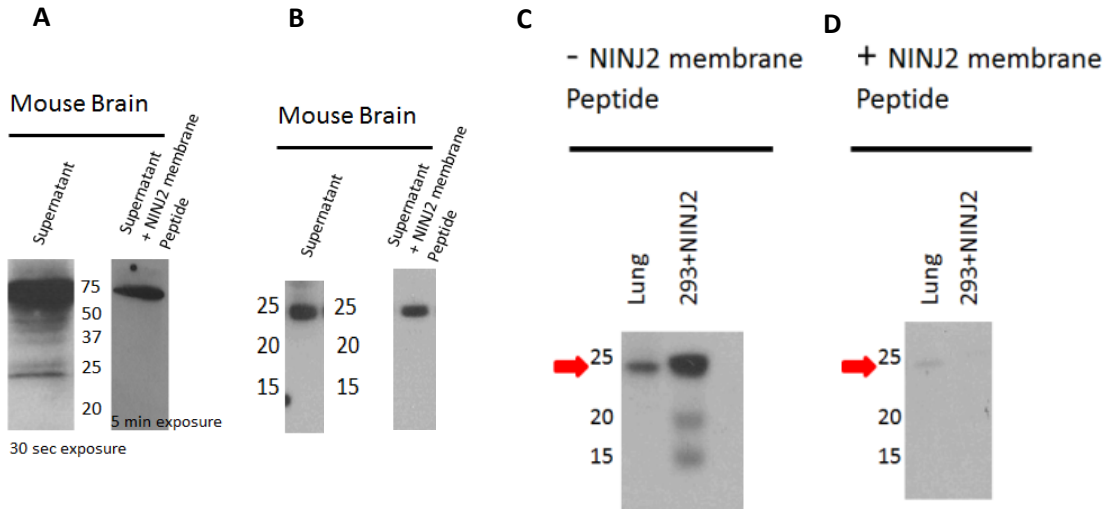 A
Mouse Brain
Supernatant
Supernatant
+ NINJ2 membrane
Peptide
75
50
37
25
20
5 min exposure
30 sec exposure
B
Mouse Brain
Supernatant
Supernatant
+ NINJ2 membrane
Peptide
25 25
20 20
15 15
C
- NINJ2 membrane
Peptide
Lung
293+NINJ2
25
20
15
D
+ NINJ2 membrane
Peptide
Lung
293+NINJ2
25
20
15